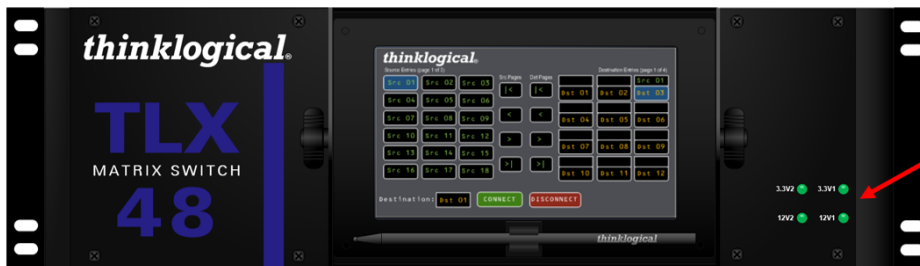 thinklogical®
TLX
MATRIX SWITCH
48
thinklogical®
Source Entries (page 1 of 3)
Src Pages
Dst Pages
Destination Entries (page 1 of 4)
Src 01
Src 01 Src 02 Src 03 |< |< Dst 01 Dst 02 Dst 03
Src 04 Src 05 Src 06
Src 07 Src 08 Src 09 < < Dst 04 Dst 05 Dst 06
Src 10 Src 11 Src 12 > > Dst 07 Dst 08 Dst 09
Src 13 Src 14 Src 15
Src 16 Src 17 Src 18 >| >| Dst 10 Dst 11 Dst 12
Destination: Dst 01 CONNECT DISCONNECT
thinklogical
3.3V2 3.3V1
12V2 12V1